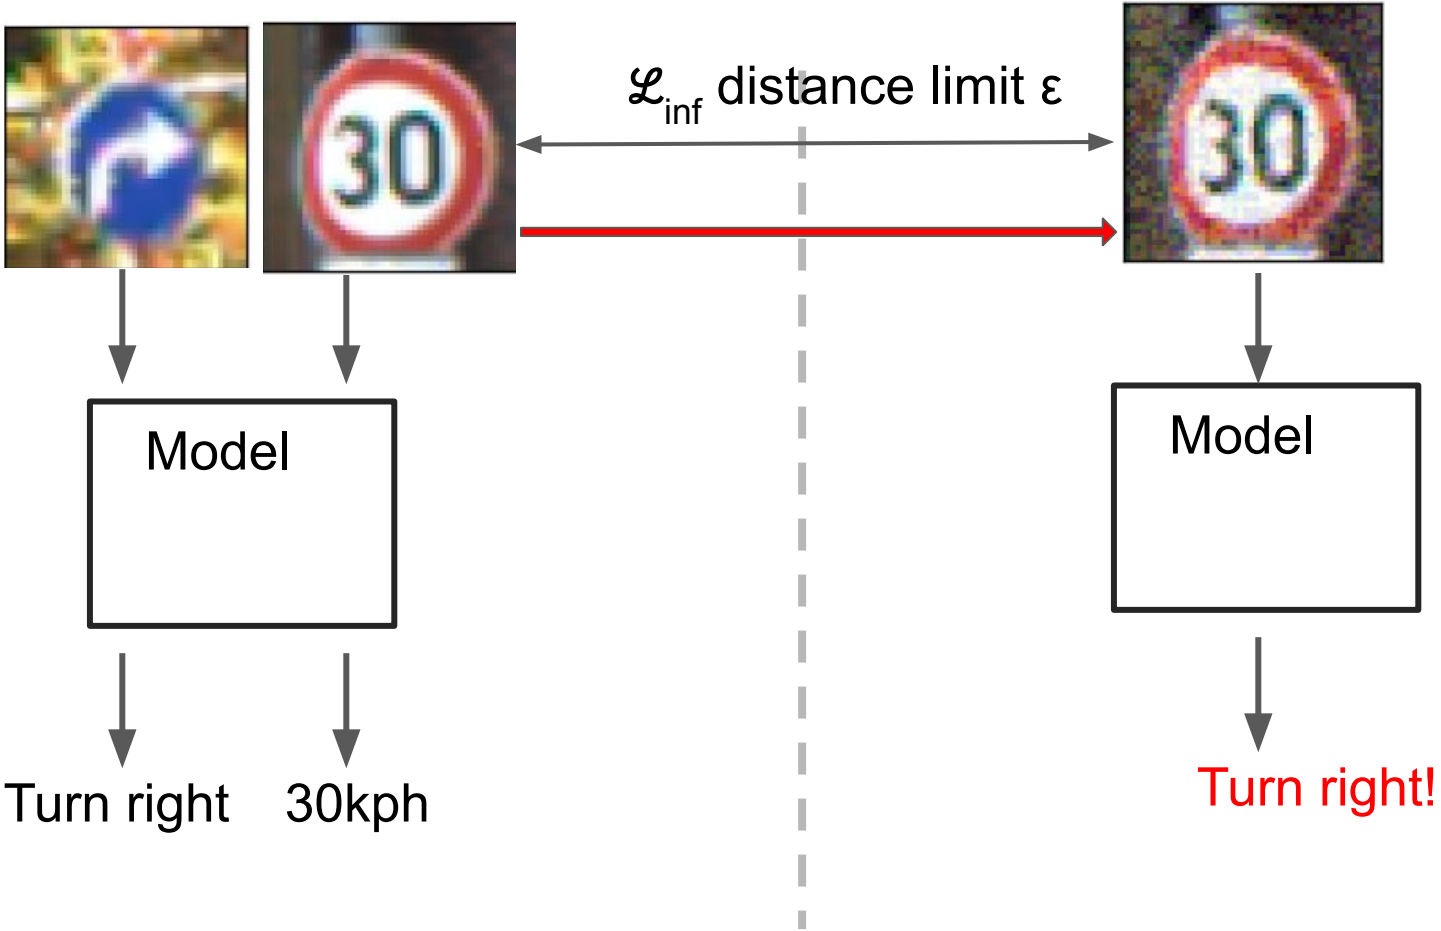 30
ℒinf distance limit ε
30
Model
Model
Turn right
30kph
Turn right!